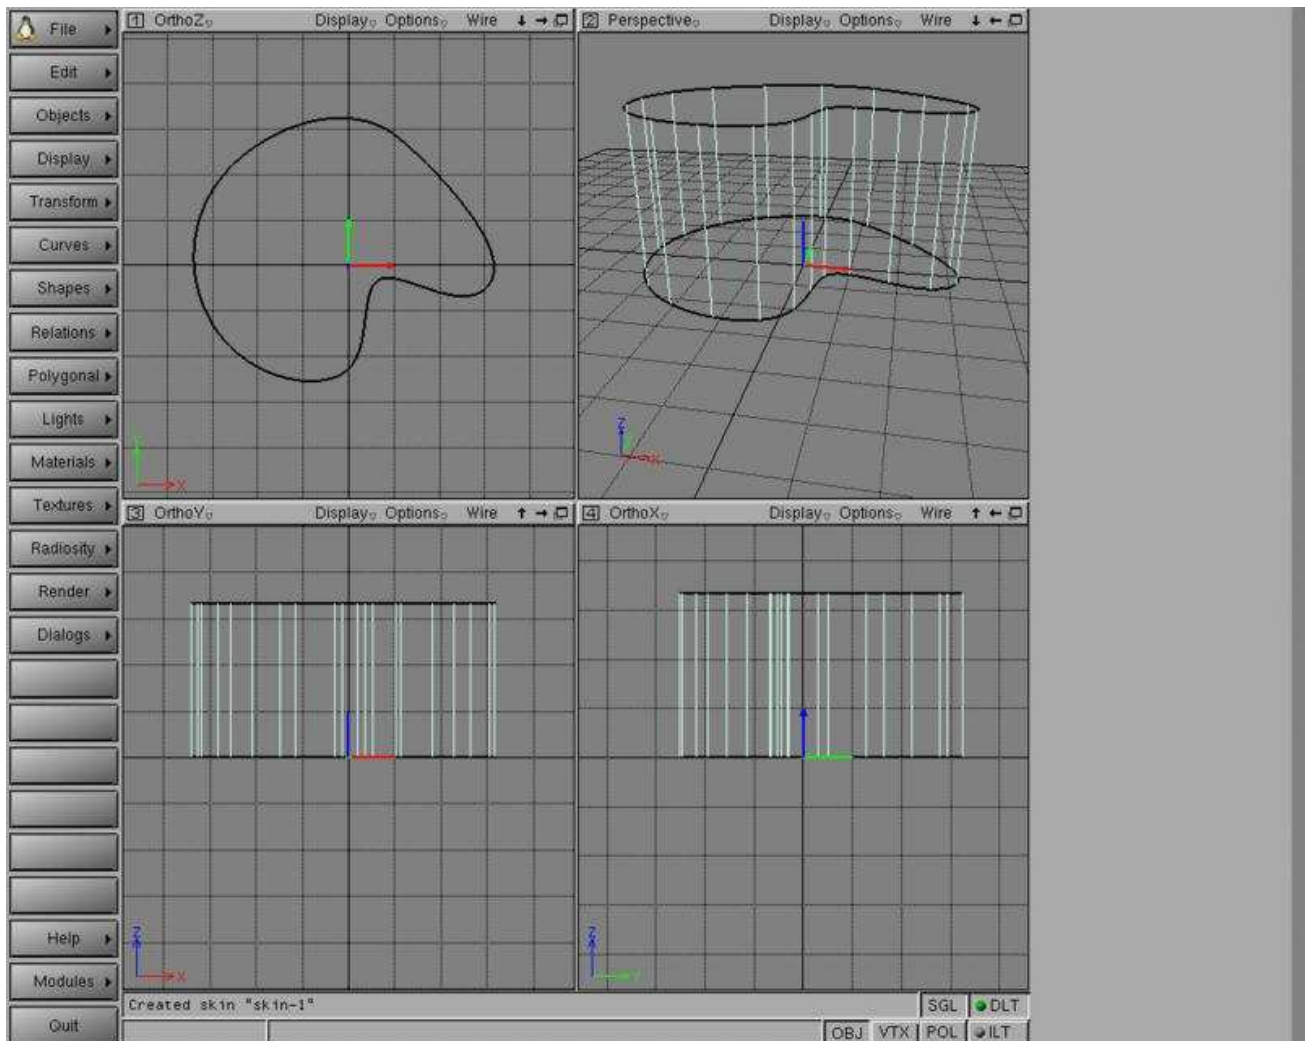 File
Edit
Objects
Display
Transform
Curves
Shapes
Relations
Polygonal
Lights
Materials
Textures
Radiosity
Render
Dialogs
Help
Modules
Quit
1 OrthoZ Display Options Wire
Y
X
2 Perspective Display Options Wire
Z
X
3 OrthoY Display Options Wire
Z
X
4 OrthoX Display Options Wire
Z
Y
Created skin "skin-1"
SGL DLT
OBJ VTX POL ILT